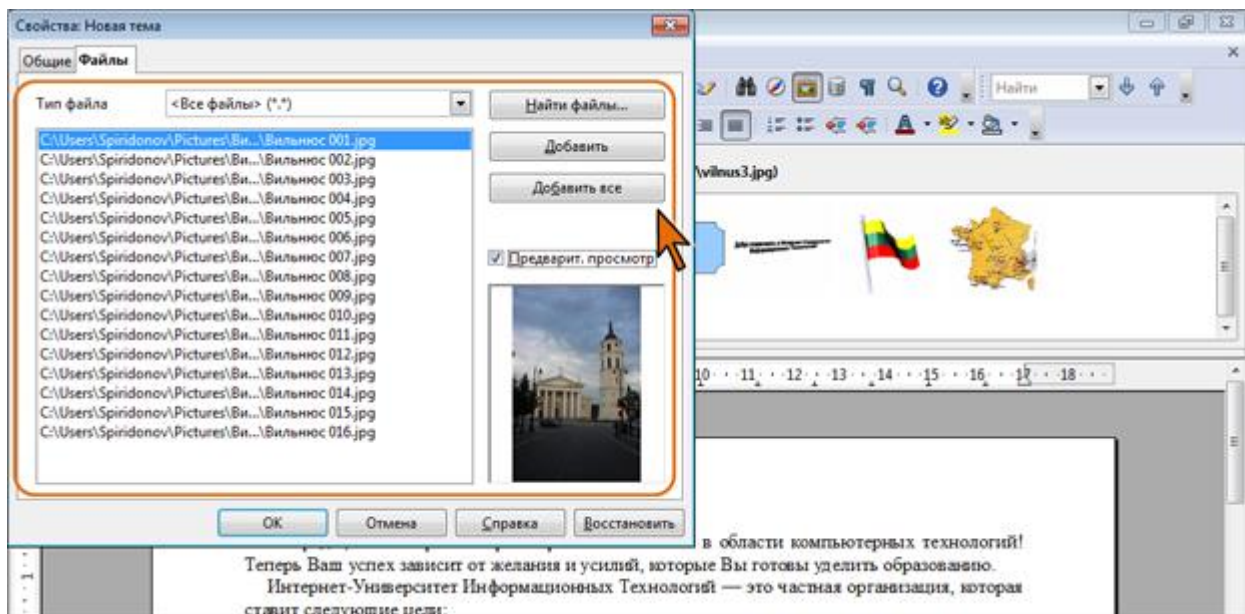 Свойства: Новая тема
Общие Файлы
Тип файла <Все файлы> (*.*)
Найти файлы...
C:\Users\Spiridonov\Pictures\Ви...\Вильнюс 001.jpg
Добавить
C:\Users\Spiridonov\Pictures\Ви...\Вильнюс 002.jpg
C:\Users\Spiridonov\Pictures\Ви...\Вильнюс 003.jpg
Добавить все
C:\Users\Spiridonov\Pictures\Ви...\Вильнюс 004.jpg
C:\Users\Spiridonov\Pictures\Ви...\Вильнюс 005.jpg
C:\Users\Spiridonov\Pictures\Ви...\Вильнюс 006.jpg
C:\Users\Spiridonov\Pictures\Ви...\Вильнюс 007.jpg
Предварит. просмотр
C:\Users\Spiridonov\Pictures\Ви...\Вильнюс 008.jpg
C:\Users\Spiridonov\Pictures\Ви...\Вильнюс 009.jpg
C:\Users\Spiridonov\Pictures\Ви...\Вильнюс 010.jpg
C:\Users\Spiridonov\Pictures\Ви...\Вильнюс 011.jpg
C:\Users\Spiridonov\Pictures\Ви...\Вильнюс 012.jpg
C:\Users\Spiridonov\Pictures\Ви...\Вильнюс 013.jpg
C:\Users\Spiridonov\Pictures\Ви...\Вильнюс 014.jpg
C:\Users\Spiridonov\Pictures\Ви...\Вильнюс 015.jpg
C:\Users\Spiridonov\Pictures\Ви...\Вильнюс 016.jpg
OK Отмена Справка Восстановить
Найти
\vilnus3.jpg)
10 11 12 13 14 15 16 17 18
1
в области компьютерных технологий!
Теперь Ваш успех зависит от желания и усилий, которые Вы готовы уделить образованию.
Интернет-Университет Информационных Технологий — это частная организация, которая
ставит следующие цели: